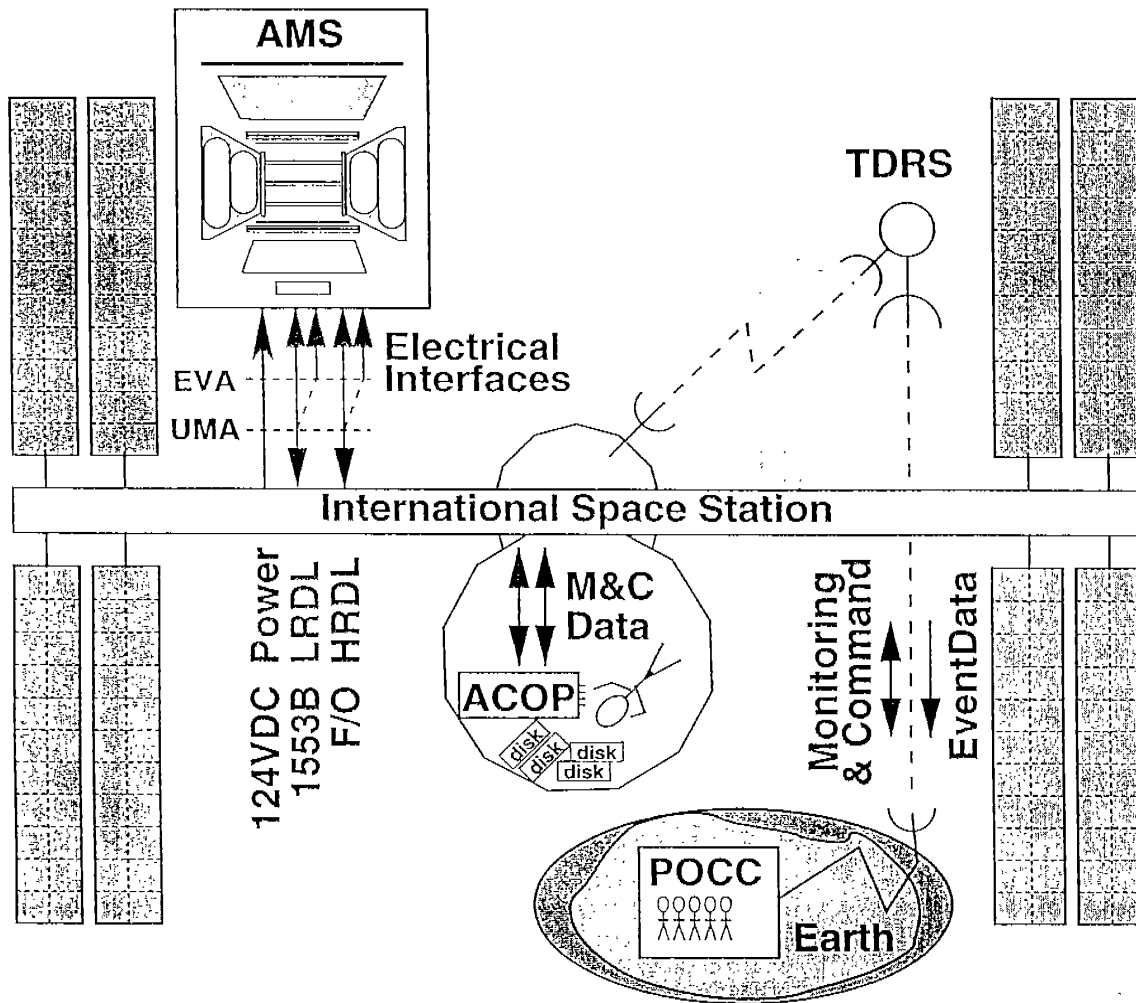 AMS
TDRS
Electrical
Interfaces
EVA
UMA
International Space Station
124VDC Power
1553B LRDL
F/O HRDL
M&C
Data
ACOP
disk
disk
disk
disk
Monitoring
& Command
EventData
POCC
Earth